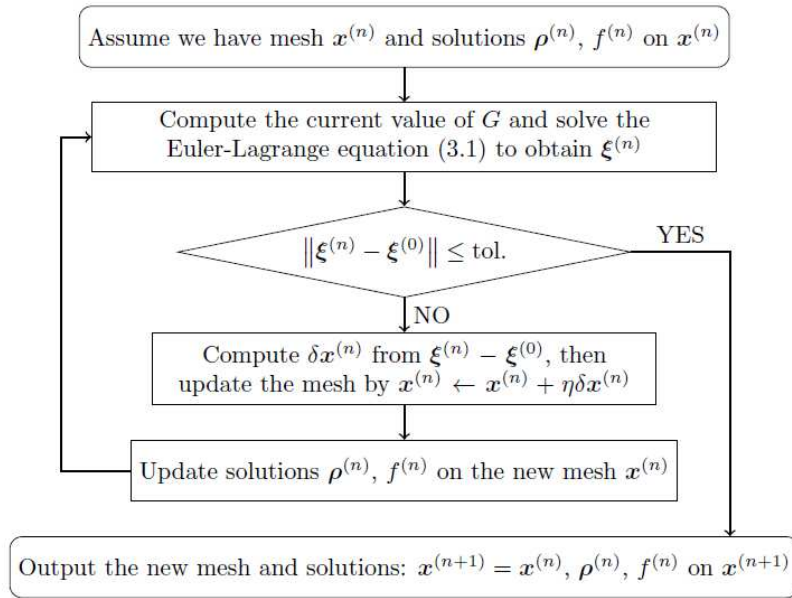 Assume we have mesh 𝒙⁽ⁿ⁾ and solutions 𝝆⁽ⁿ⁾, f⁽ⁿ⁾ on 𝒙⁽ⁿ⁾
Compute the current value of G and solve the
Euler-Lagrange equation (3.1) to obtain 𝝃⁽ⁿ⁾
‖𝝃⁽ⁿ⁾ − 𝝃⁽⁰⁾‖ ≤ tol.
YES
NO
Compute δ𝒙⁽ⁿ⁾ from 𝝃⁽ⁿ⁾ − 𝝃⁽⁰⁾, then
update the mesh by 𝒙⁽ⁿ⁾ ← 𝒙⁽ⁿ⁾ + ηδ𝒙⁽ⁿ⁾
Update solutions 𝝆⁽ⁿ⁾, f⁽ⁿ⁾ on the new mesh 𝒙⁽ⁿ⁾
Output the new mesh and solutions: 𝒙⁽ⁿ⁺¹⁾ = 𝒙⁽ⁿ⁾, 𝝆⁽ⁿ⁾, f⁽ⁿ⁾ on 𝒙⁽ⁿ⁺¹⁾